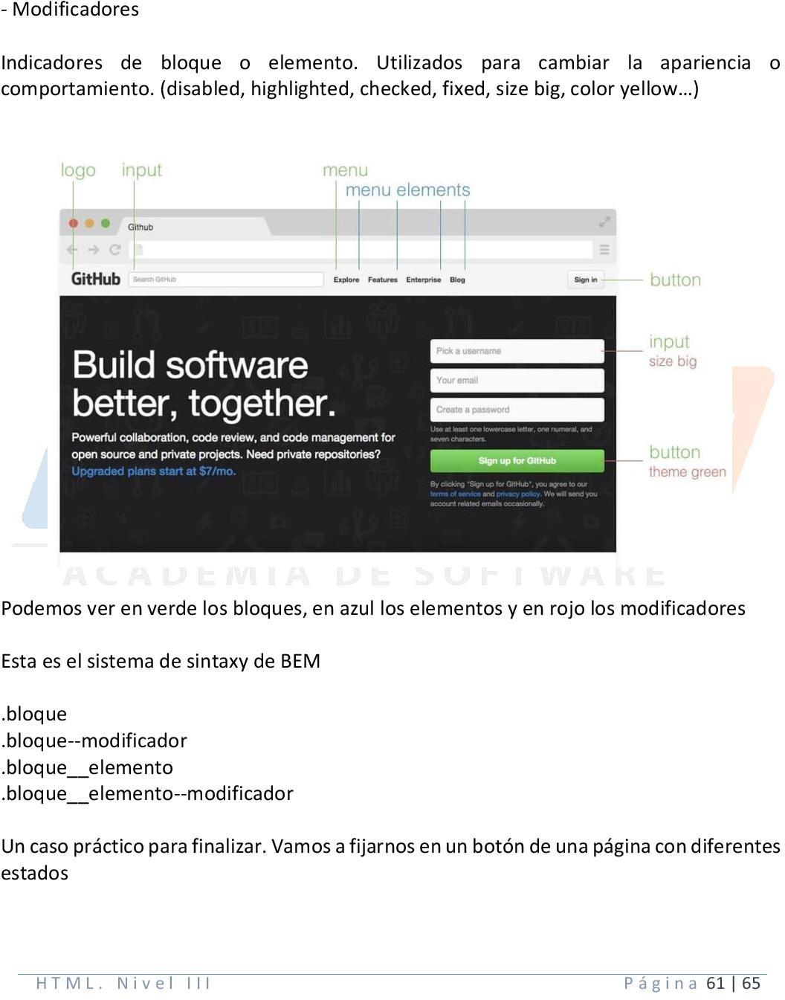 - Modificadores
Indicadores de bloque o elemento. Utilizados para cambiar la apariencia o
comportamiento. (disabled, highlighted, checked, fixed, size big, color yellow…)
logo input menu
menu elements
Github
GitHub Search GitHub Explore Features Enterprise Blog Sign in button
Build software
better, together.
Powerful collaboration, code review, and code management for
open source and private projects. Need private repositories?
Upgraded plans start at $7/mo.
Pick a username
input
size big
Your email
Create a password
Use at least one lowercase letter, one numeral, and
seven characters.
Sign up for GitHub
button
theme green
By clicking "Sign up for GitHub", you agree to our
terms of service and privacy policy. We will send you
account related emails occasionally.
ACADEMIA DE SOFTWARE
Podemos ver en verde los bloques, en azul los elementos y en rojo los modificadores
Esta es el sistema de sintaxy de BEM
.bloque
.bloque--modificador
.bloque__elemento
.bloque__elemento--modificador
Un caso práctico para finalizar. Vamos a fijarnos en un botón de una página con diferentes
estados
HTML. Nivel III Página 61 | 65